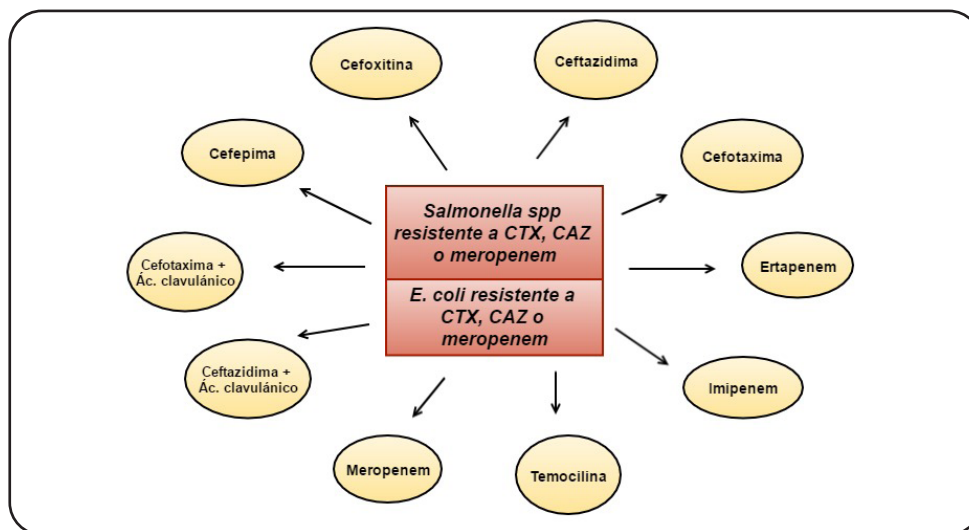 Cefoxitina
Ceftazidima
Cefepima
Cefotaxima
Salmonella spp
resistente a CTX, CAZ
o meropenem
Cefotaxima +
Ác. clavulánico
Ertapenem
E. coli resistente a
CTX, CAZ o
meropenem
Ceftazidima +
Ác. clavulánico
Imipenem
Meropenem
Temocilina